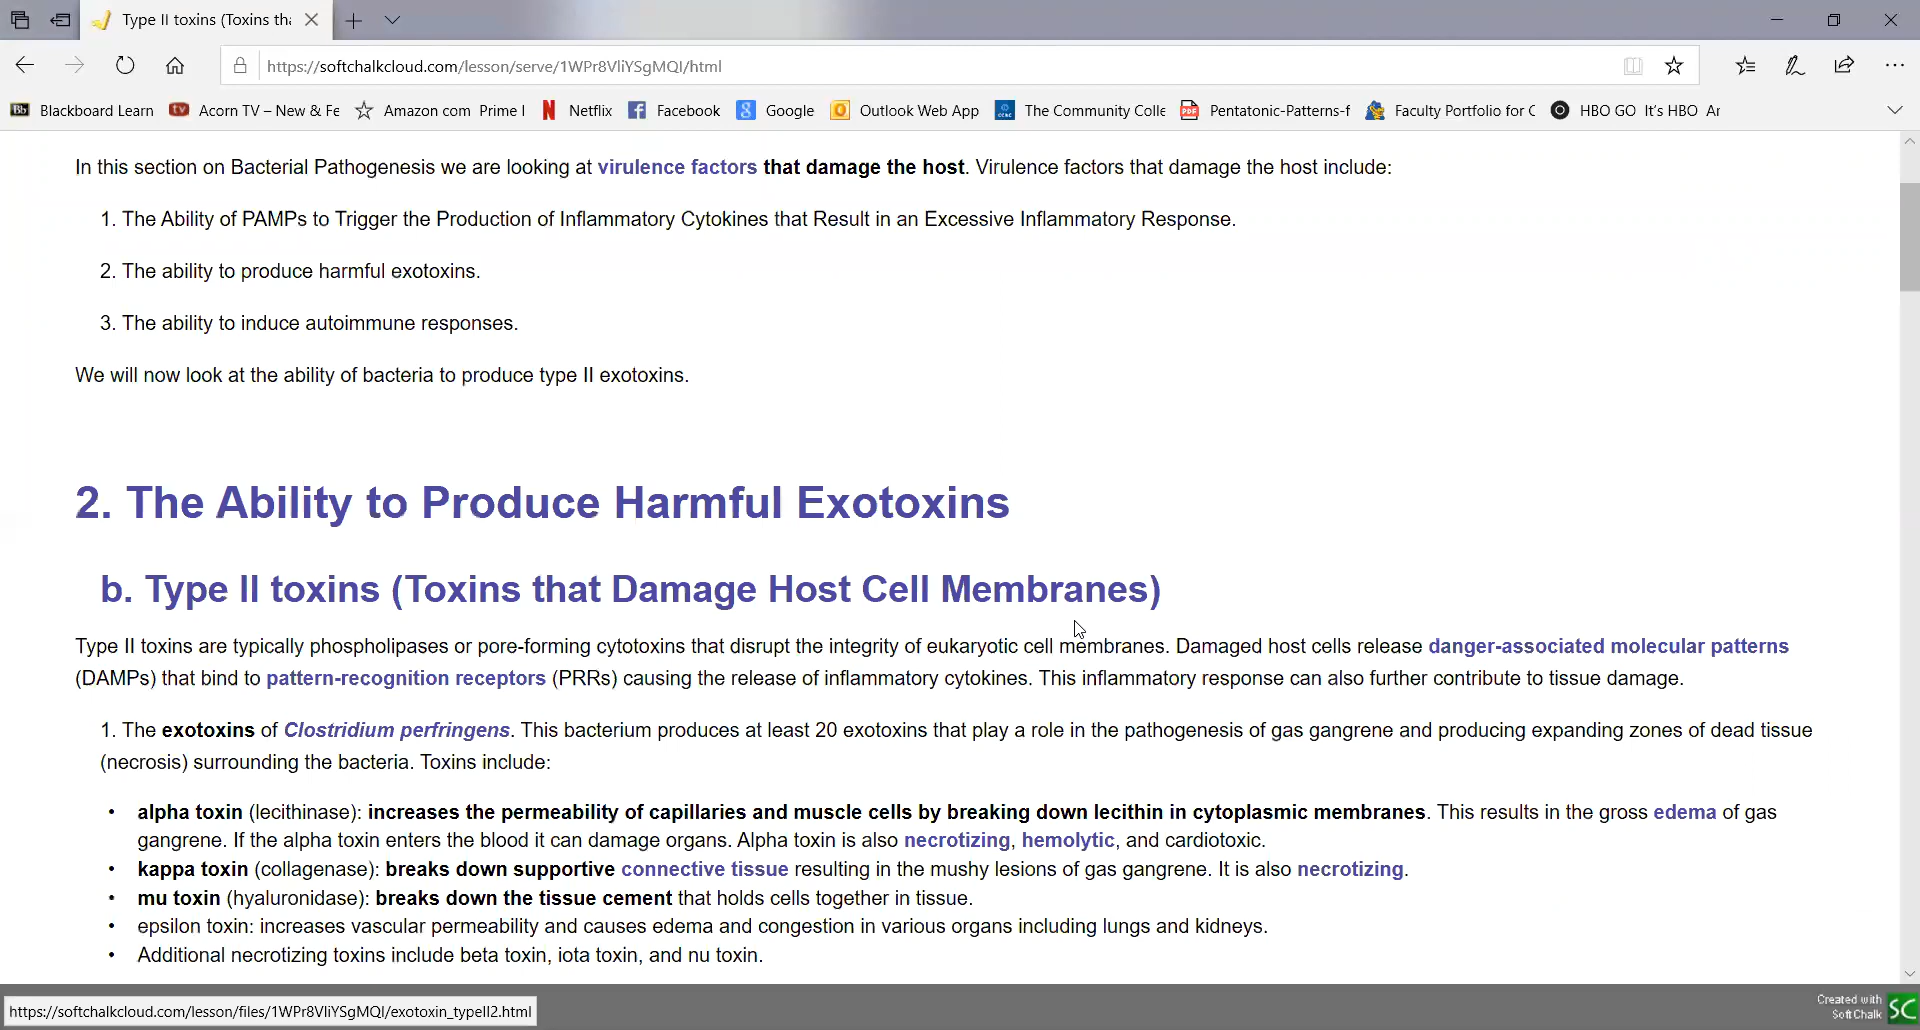 Type II toxins (Toxins tha
https://softchalkcloud.com/lesson/serve/1WPr8VliYSgMQI/html
Bb Blackboard Learn tv Acorn TV – New & Fe Amazon com Prime I N Netflix f Facebook 8 Google Outlook Web App The Community Colle PDF Pentatonic-Patterns-f Faculty Portfolio for C HBO GO It's HBO Ar
In this section on Bacterial Pathogenesis we are looking at virulence factors that damage the host. Virulence factors that damage the host include:
1. The Ability of PAMPs to Trigger the Production of Inflammatory Cytokines that Result in an Excessive Inflammatory Response.
2. The ability to produce harmful exotoxins.
3. The ability to induce autoimmune responses.
We will now look at the ability of bacteria to produce type II exotoxins.
2. The Ability to Produce Harmful Exotoxins
b. Type II toxins (Toxins that Damage Host Cell Membranes)
Type II toxins are typically phospholipases or pore-forming cytotoxins that disrupt the integrity of eukaryotic cell membranes. Damaged host cells release danger-associated molecular patterns
(DAMPs) that bind to pattern-recognition receptors (PRRs) causing the release of inflammatory cytokines. This inflammatory response can also further contribute to tissue damage.
1. The exotoxins of Clostridium perfringens. This bacterium produces at least 20 exotoxins that play a role in the pathogenesis of gas gangrene and producing expanding zones of dead tissue
(necrosis) surrounding the bacteria. Toxins include:
• alpha toxin (lecithinase): increases the permeability of capillaries and muscle cells by breaking down lecithin in cytoplasmic membranes. This results in the gross edema of gas
gangrene. If the alpha toxin enters the blood it can damage organs. Alpha toxin is also necrotizing, hemolytic, and cardiotoxic.
• kappa toxin (collagenase): breaks down supportive connective tissue resulting in the mushy lesions of gas gangrene. It is also necrotizing.
• mu toxin (hyaluronidase): breaks down the tissue cement that holds cells together in tissue.
• epsilon toxin: increases vascular permeability and causes edema and congestion in various organs including lungs and kidneys.
• Additional necrotizing toxins include beta toxin, iota toxin, and nu toxin.
https://softchalkcloud.com/lesson/files/1WPr8VliYSgMQI/exotoxin_typeII2.html
Created with
SoftChalk SC